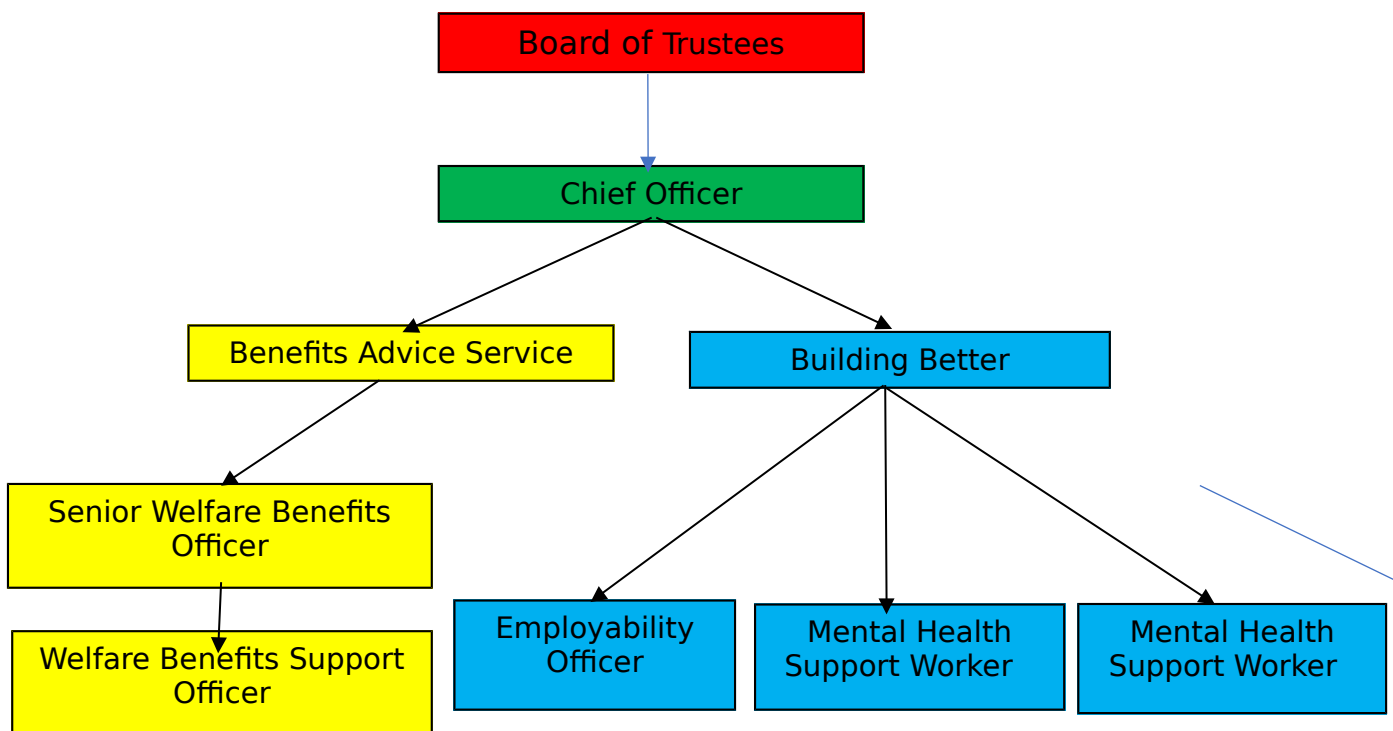 Board of Trustees
Chief Officer
Benefits Advice Service
Building Better
Senior Welfare Benefits
Officer
Employability
Officer
Mental Health
Support Worker
Mental Health
Support Worker
Welfare Benefits Support
Officer